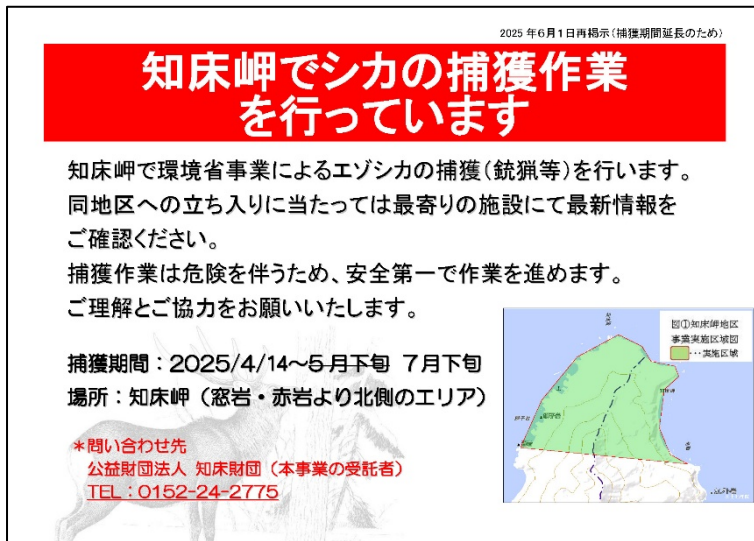 2025年6月1日再掲示(捕獲期間延長のため)
知床岬でシカの捕獲作業
を行っています
知床岬で環境省事業によるエゾシカの捕獲(銃猟等)を行います。
同地区への立ち入りに当たっては最寄りの施設にて最新情報を
ご確認ください。
捕獲作業は危険を伴うため、安全第一で作業を進めます。
ご理解とご協力をお願いいたします。
捕獲期間：2025/4/14～5月下旬 7月下旬
場所：知床岬（窓岩・赤岩より北側のエリア）
*問い合わせ先
公益財団法人 知床財団（本事業の受託者）
TEL：0152-24-2775
図①知床岬地区
事業実施区域図
・・・実施区域